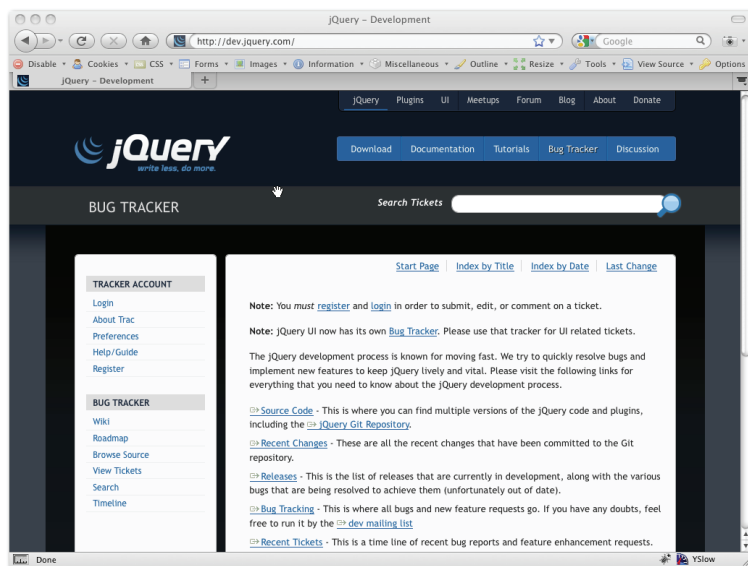 jQuery – Development
http://dev.jquery.com/
Google
Disable Cookies CSS Forms Images Information Miscellaneous Outline Resize Tools View Source Options
jQuery – Development
jQuery Plugins UI Meetups Forum Blog About Donate
jQuery
write less, do more.
Download Documentation Tutorials Bug Tracker Discussion
BUG TRACKER
Search Tickets
Start Page Index by Title Index by Date Last Change
TRACKER ACCOUNT
Login
About Trac
Preferences
Help/Guide
Register
BUG TRACKER
Wiki
Roadmap
Browse Source
View Tickets
Search
Timeline
Note: You must register and login in order to submit, edit, or comment on a ticket.
Note: jQuery UI now has its own Bug Tracker. Please use that tracker for UI related tickets.
The jQuery development process is known for moving fast. We try to quickly resolve bugs and
implement new features to keep jQuery lively and vital. Please visit the following links for
everything that you need to know about the jQuery development process.
Source Code - This is where you can find multiple versions of the jQuery code and plugins,
including the jQuery Git Repository.
Recent Changes - These are all the recent changes that have been committed to the Git
repository.
Releases - This is the list of releases that are currently in development, along with the various
bugs that are being resolved to achieve them (unfortunately out of date).
Bug Tracking - This is where all bugs and new feature requests go. If you have any doubts, feel
free to run it by the dev mailing list
Recent Tickets - This is a time line of recent bug reports and feature enhancement requests.
Done
YSlow